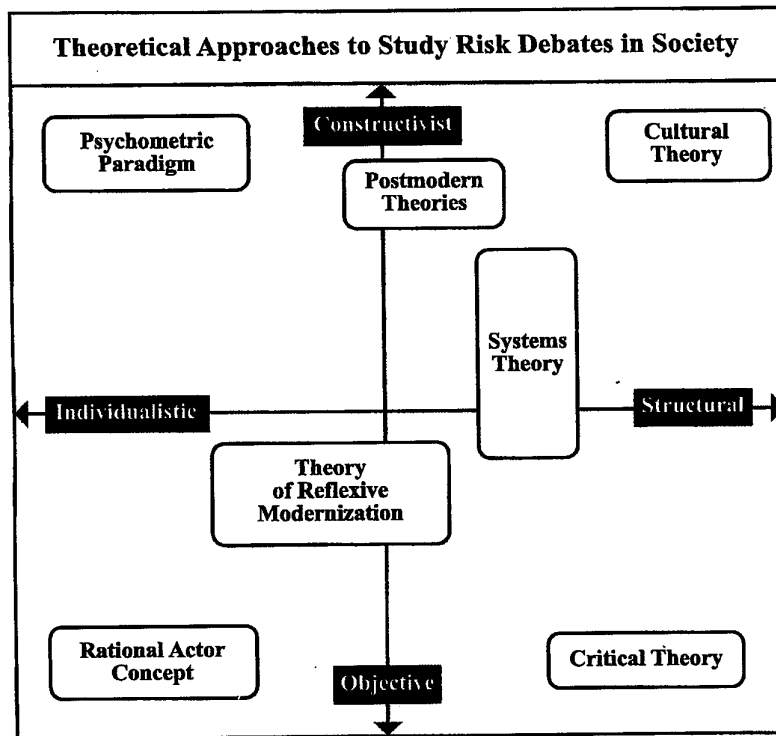 Theoretical Approaches to Study Risk Debates in Society
Constructivist
Psychometric
Paradigm
Cultural
Theory
Postmodern
Theories
Systems
Theory
Individualistic
Structural
Theory
of Reflexive
Modernization
Rational Actor
Concept
Critical Theory
Objective